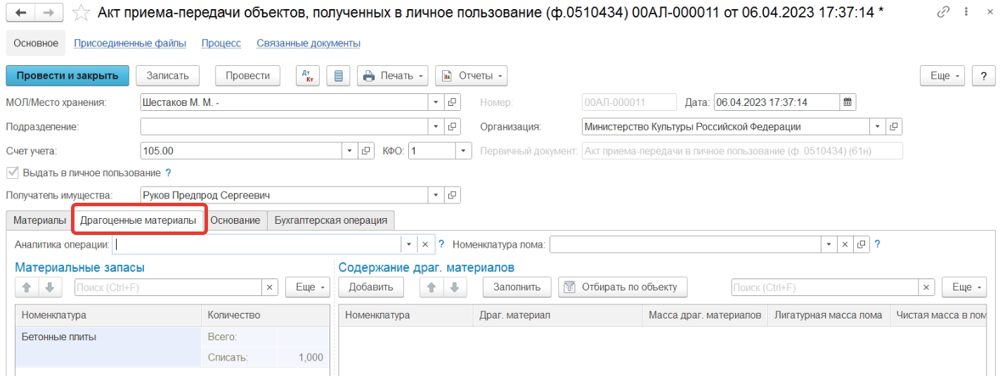 Акт приема-передачи объектов, полученных в личное пользование (ф.0510434) 00АЛ-000011 от 06.04.2023 17:37:14 *
Основное Присоединенные файлы Процесс Связанные документы
Провести и закрыть Записать Провести Дт Кт Печать Отчеты Еще ?
МОЛ/Место хранения: Шестаков М. М. - Номер: 00АЛ-000011 Дата: 06.04.2023 17:37:14
Подразделение: Организация: Министерство Культуры Российской Федерации
Счет учета: 105.00 КФО: 1 Первичный документ: Акт приема-передачи в личное пользование (ф. 0510434) (61н)
Выдать в личное пользование ?
Получатель имущества: Руков Предпрод Сергеевич
Материалы Драгоценные материалы Основание Бухгалтерская операция
Аналитика операции: ? Номенклатура лома: ?
Материальные запасы Содержание драг. материалов
Поиск (Ctrl+F) Еще Добавить Заполнить Отбирать по объекту Поиск (Ctrl+F) Еще
Номенклатура Количество Номенклатура Драг. материал Масса драг. материалов Лигатурная масса лома Чистая масса в лом
Бетонные плиты Всего:
Списать: 1,000